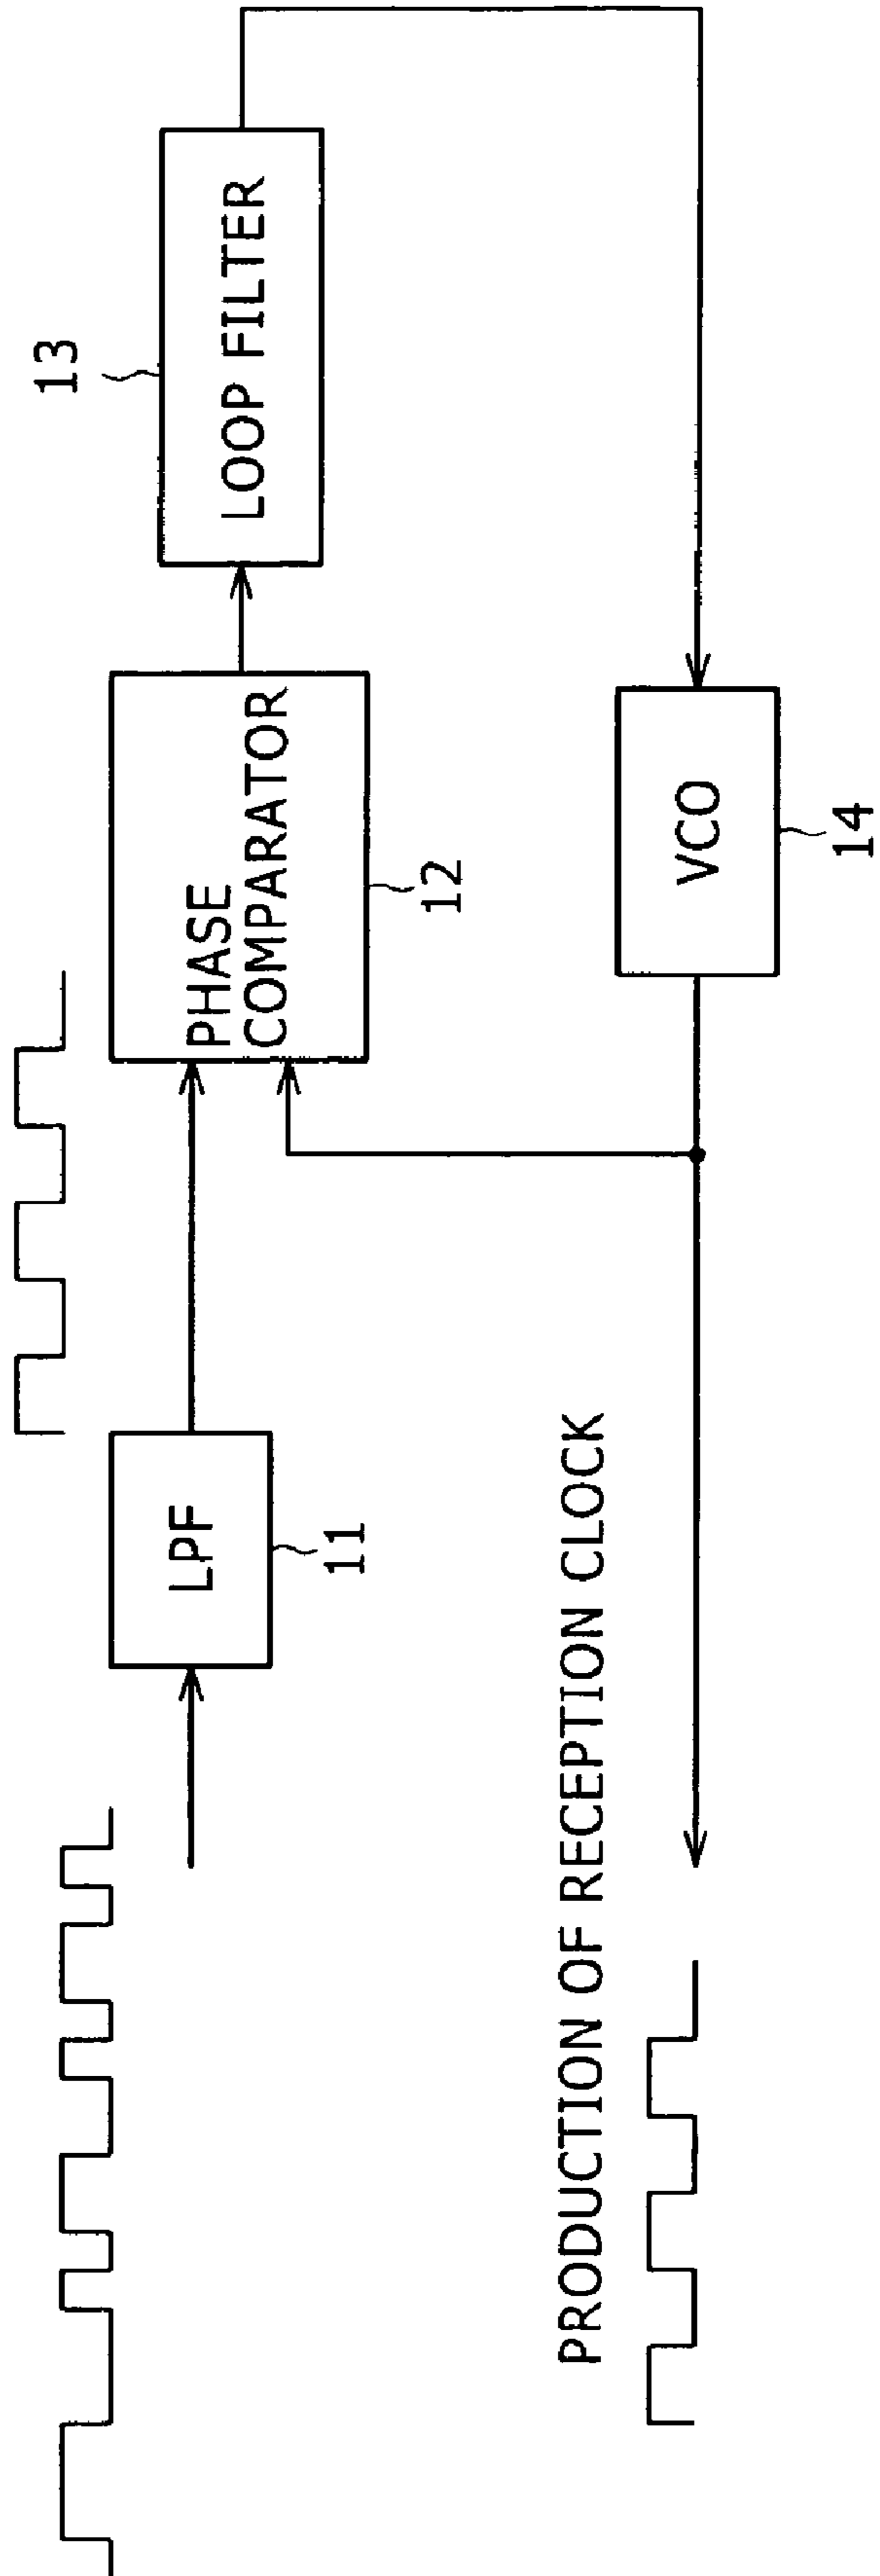 13
LOOP FILTER
PHASE
COMPARATOR
12
LPF
11
VCO
14
PRODUCTION OF RECEPTION CLOCK